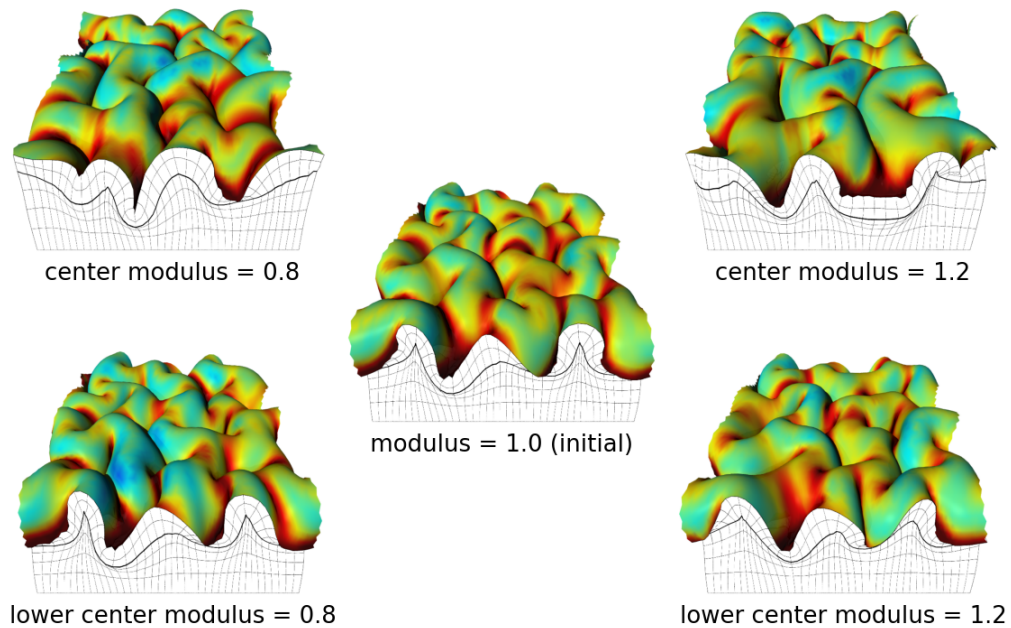 center modulus = 0.8
center modulus = 1.2
modulus = 1.0 (initial)
lower center modulus = 0.8
lower center modulus = 1.2